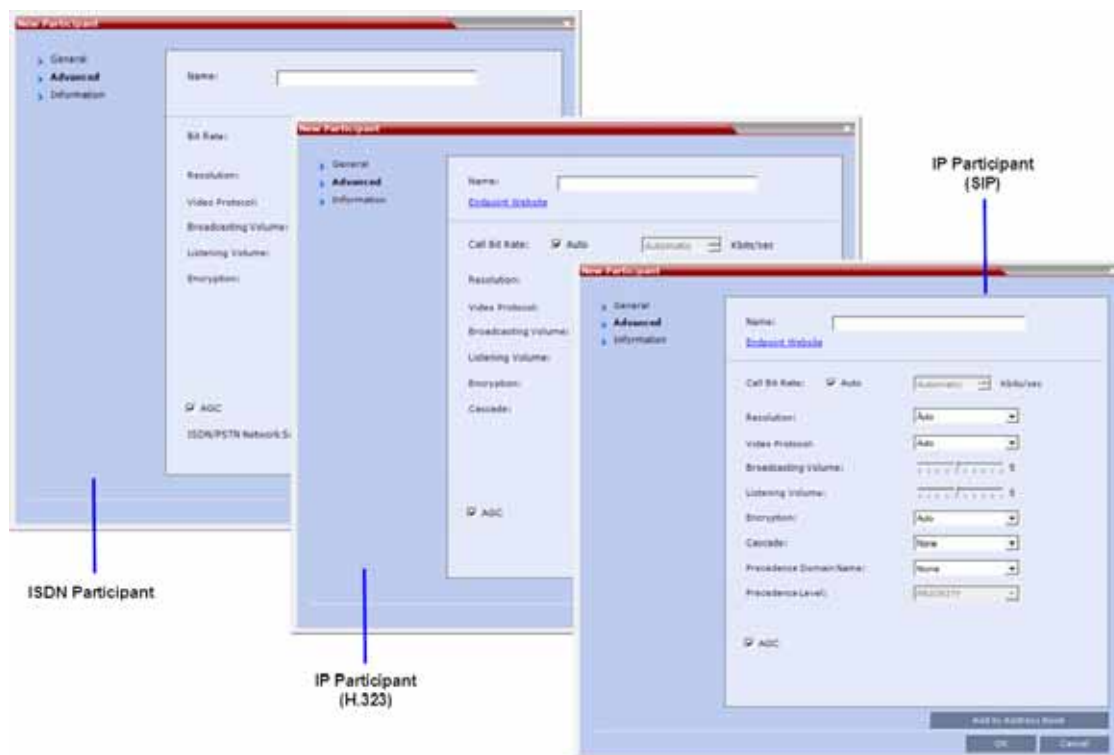 New Participant
General
Advanced
Information
Name:
Bit Rate:
Resolution:
Video Protocol:
Broadcasting Volume:
Listening Volume:
Encryption:
AGC
ISDN/PSTN Network Se
ISDN Participant
New Participant
General
Advanced
Information
Name:
Endpoint Website
Call Bit Rate: Auto Automatic Kbits/sec
Resolution:
Video Protocol:
Broadcasting Volume:
Listening Volume:
Encryption:
Cascade:
AGC
IP Participant
(H.323)
IP Participant
(SIP)
New Participant
General
Advanced
Information
Name:
Endpoint Website
Call Bit Rate: Auto Automatic Kbits/sec
Resolution: Auto
Video Protocol: Auto
Broadcasting Volume: 5
Listening Volume: 5
Encryption: Auto
Cascade: None
Precedence Domain Name: None
Precedence Level: PRIORITY
AGC
Add to Address Book
OK Cancel